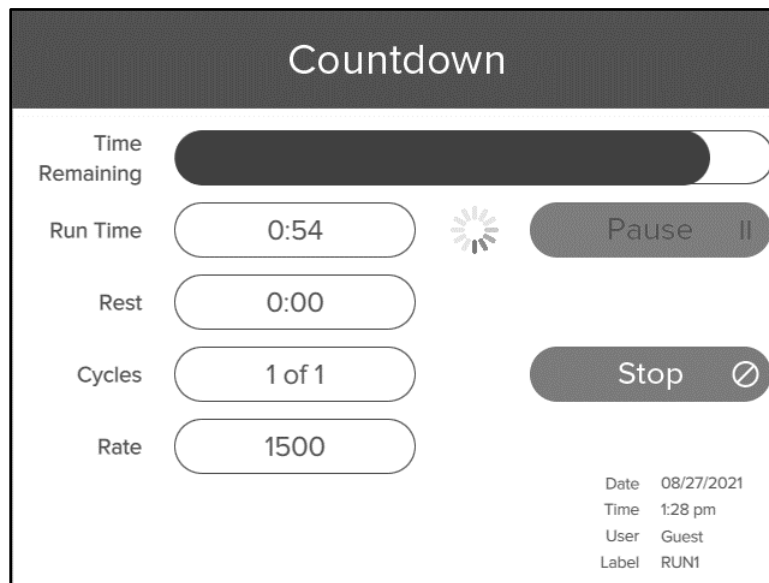 Countdown
Time
Remaining
Run Time 0:54 Pause
Rest 0:00
Cycles 1 of 1 Stop
Rate 1500
Date 08/27/2021
Time 1:28 pm
User Guest
Label RUN1